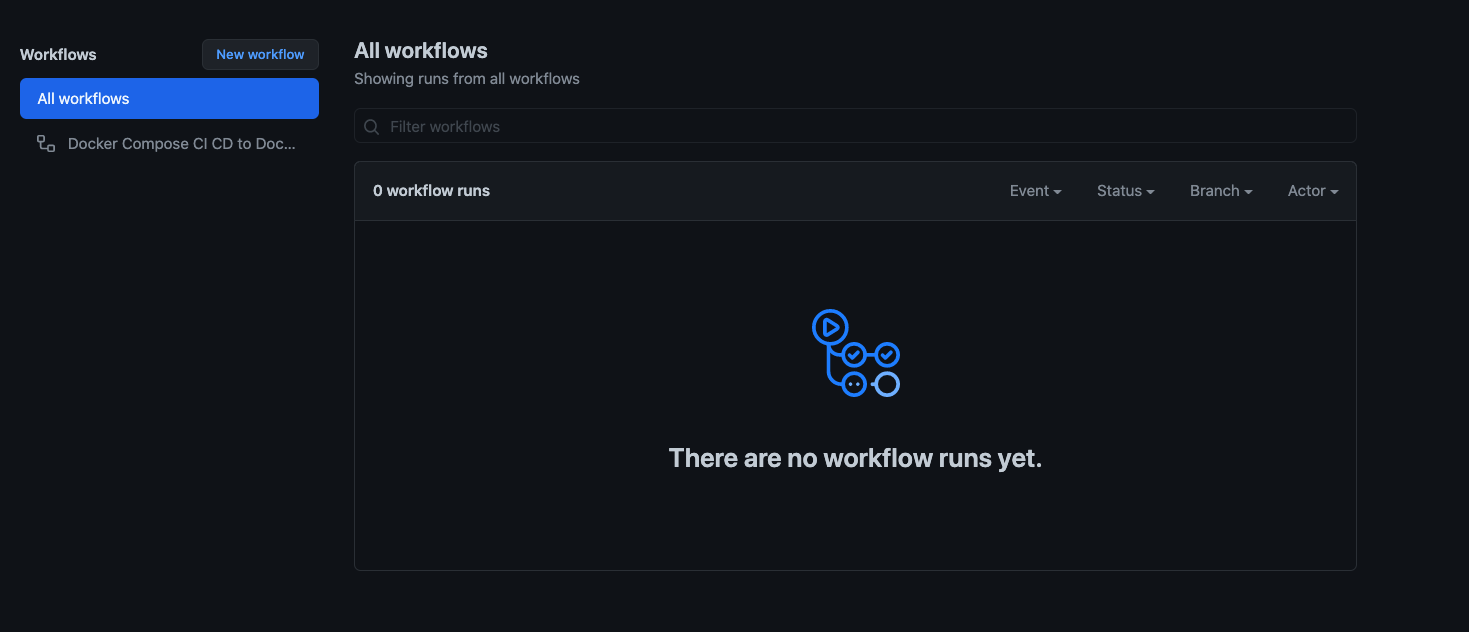 Workflows
New workflow
All workflows
Docker Compose CI CD to Doc...
All workflows
Showing runs from all workflows
Filter workflows
0 workflow runs
Event
Status
Branch
Actor
There are no workflow runs yet.